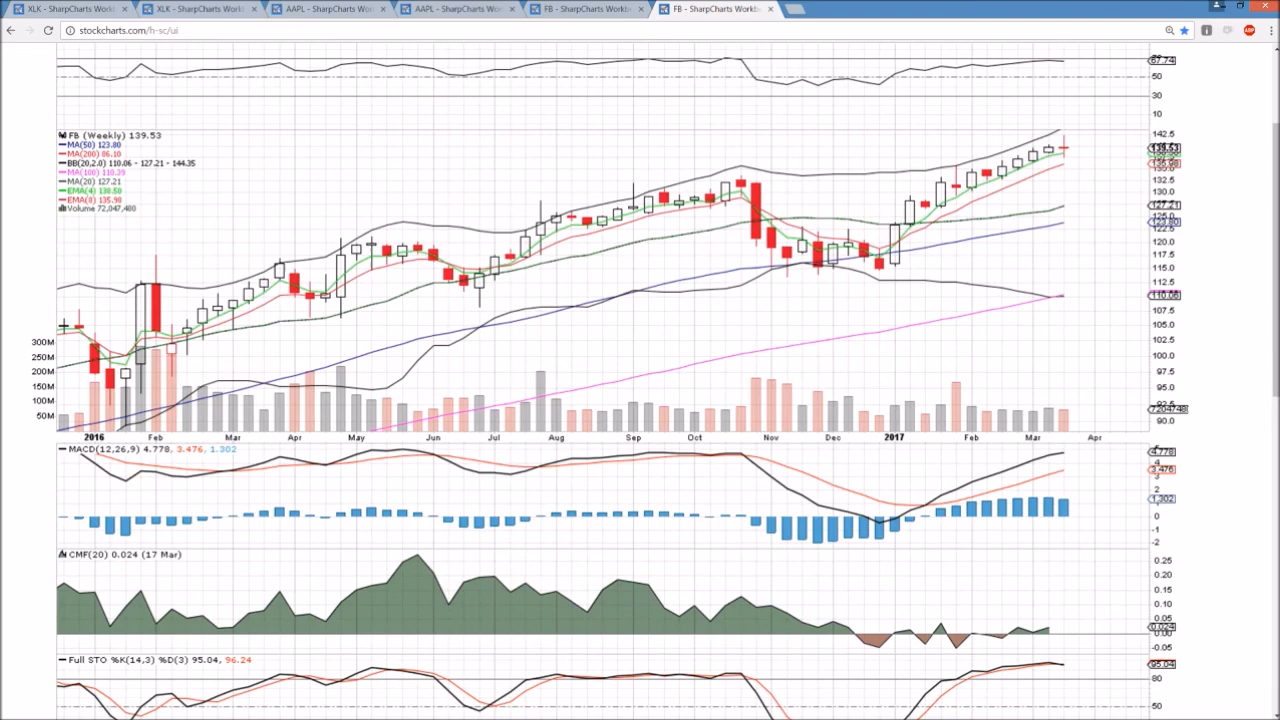 XLK - SharpCharts Work
XLK - SharpCharts Work
AAPL - SharpCharts Wor
AAPL - SharpCharts Wor
FB - SharpCharts Workb
FB - SharpCharts Workb
stockcharts.com/h-sc/ui
67.74
50
30
10
FB (Weekly) 139.53
MA(50) 123.80
MA(200) 86.10
BB(20,2.0) 110.06 - 127.21 - 144.35
MA(100) 110.39
MA(20) 127.21
EMA(4) 138.50
EMA(8) 135.98
Volume 72,047,480
142.5
135.98
132.5
130.0
127.21
125.0
123.80
122.5
120.0
117.5
115.0
112.5
110.06
107.5
105.0
102.5
100.0
97.5
95.0
92.5
90.0
72047480
300M
250M
200M
150M
100M
50M
2016 Feb Mar Apr May Jun Jul Aug Sep Oct Nov Dec 2017 Feb Mar Apr
MACD(12,26,9) 4.778, 3.476, 1.302
4.778
4
3.476
3
2
1.302
0
-1
-2
CMF(20) 0.024 (17 Mar)
0.25
0.20
0.15
0.10
0.05
0.024
0.00
-0.05
Full STO %K(14,3) %D(3) 95.04, 96.24
95.04
80
50